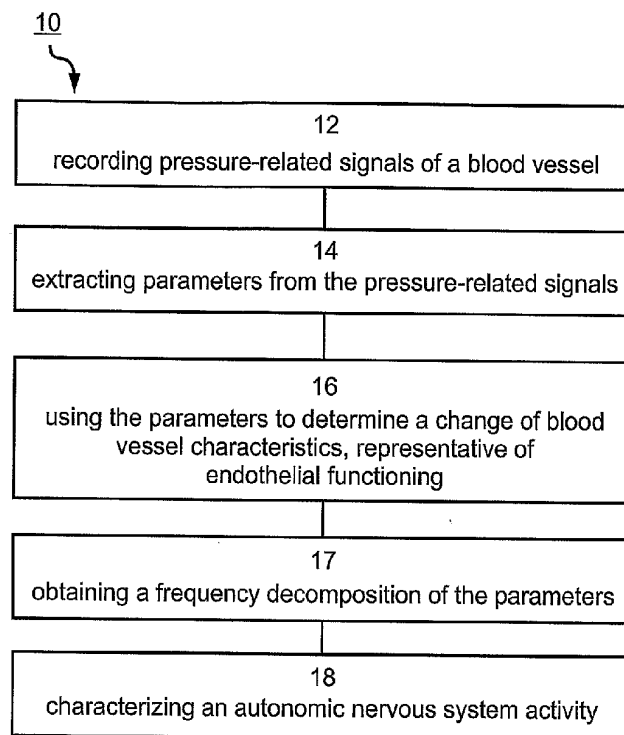 10
12
recording pressure-related signals of a blood vessel
14
extracting parameters from the pressure-related signals
16
using the parameters to determine a change of blood
vessel characteristics, representative of
endothelial functioning
17
obtaining a frequency decomposition of the parameters
18
characterizing an autonomic nervous system activity